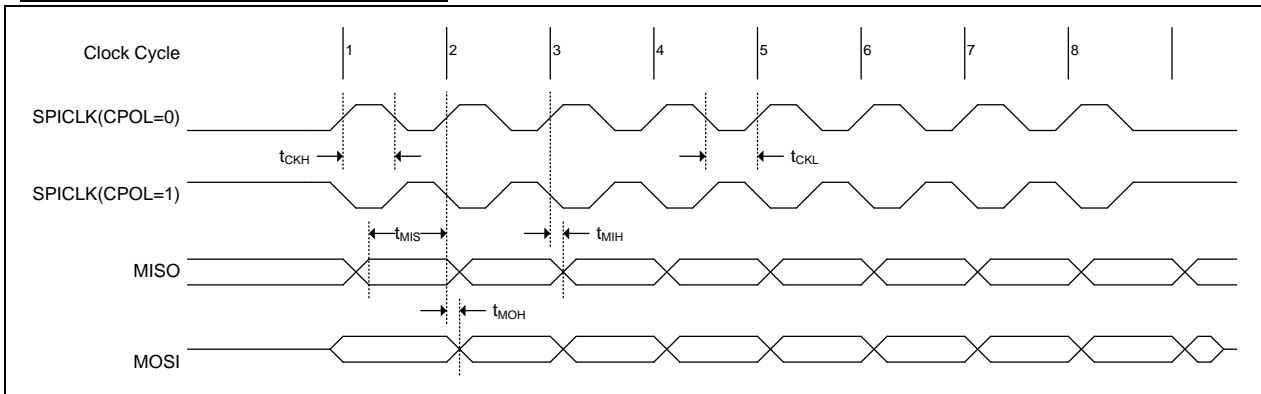 Clock Cycle 1 2 3 4 5 6 7 8
SPICLK(CPOL=0)
tCKH tCKL
SPICLK(CPOL=1)
tMIS tMIH
MISO
tMOH
MOSI